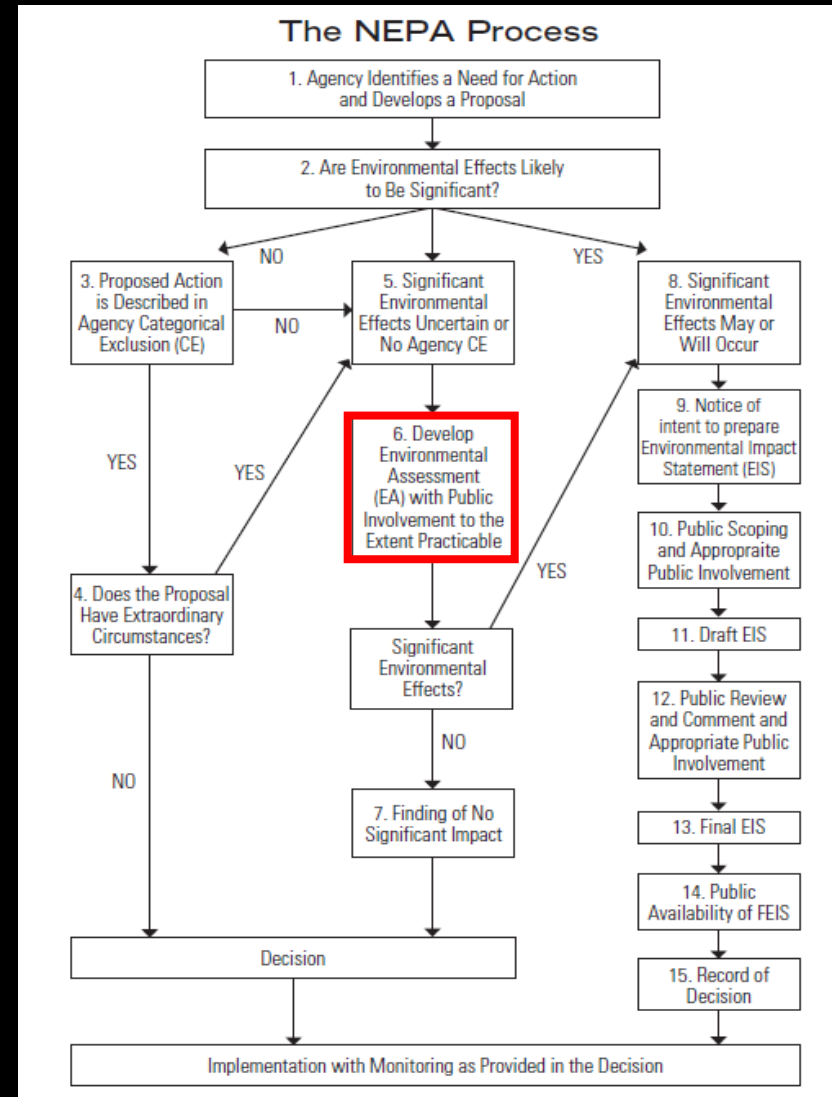 The NEPA Process
1. Agency Identifies a Need for Action
and Develops a Proposal
2. Are Environmental Effects Likely
to Be Significant?
NO
YES
3. Proposed Action
is Described in
Agency Categorical
Exclusion (CE)
NO
5. Significant
Environmental
Effects Uncertain or
No Agency CE
8. Significant
Environmental
Effects May or
Will Occur
YES
YES
6. Develop
Environmental
Assessment
(EA) with Public
Involvement to the
Extent Practicable
YES
9. Notice of
intent to prepare
Environmental Impact
Statement (EIS)
10. Public Scoping
and Appropraite
Public Involvement
4. Does the Proposal
Have Extraordinary
Circumstances?
Significant
Environmental
Effects?
11. Draft EIS
12. Public Review
and Comment and
Appropriate Public
Involvement
NO
NO
7. Finding of No
Significant Impact
13. Final EIS
14. Public
Availability of FEIS
Decision
15. Record of
Decision
Implementation with Monitoring as Provided in the Decision